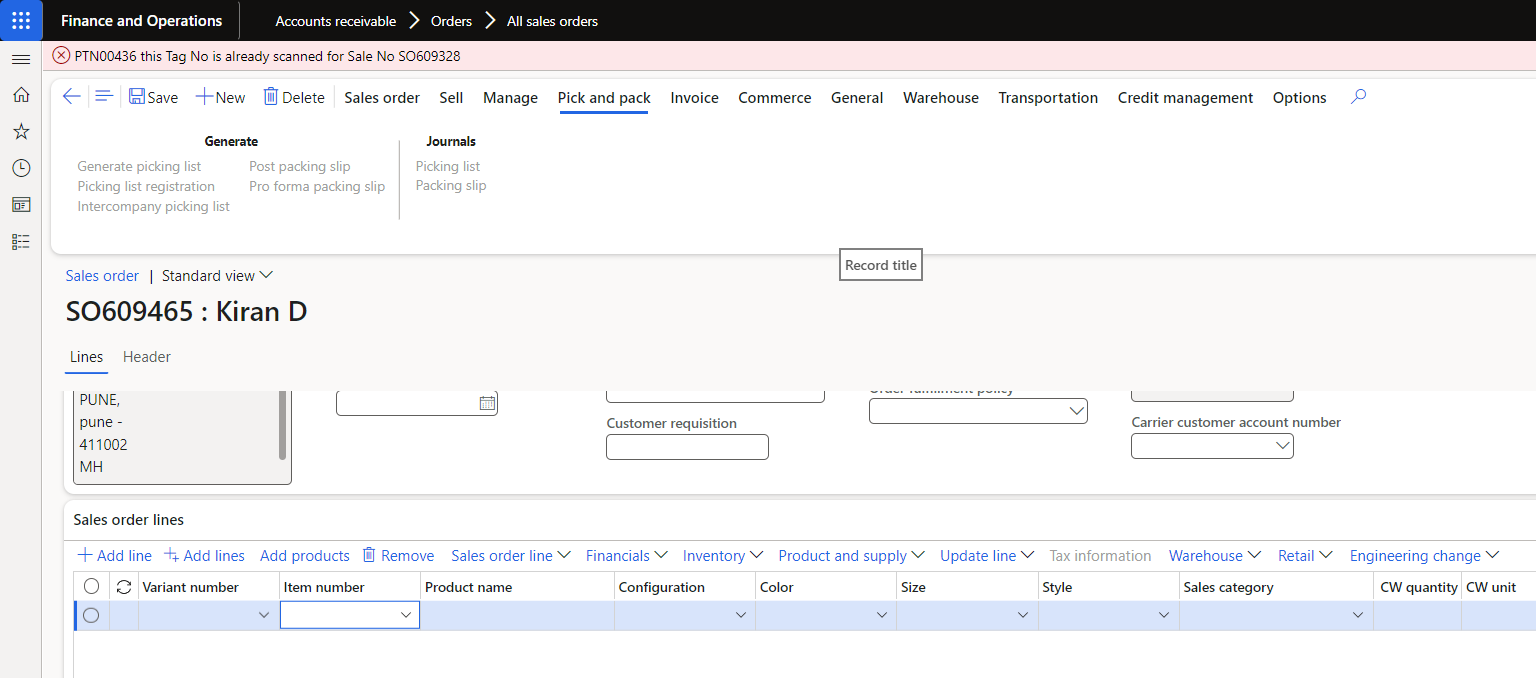 Finance and Operations
Accounts receivable
Orders
All sales orders
PTN00436 this Tag No is already scanned for Sale No SO609328
Save
New
Delete
Sales order
Sell
Manage
Pick and pack
Invoice
Commerce
General
Warehouse
Transportation
Credit management
Options
Generate
Generate picking list
Picking list registration
Intercompany picking list
Post packing slip
Pro forma packing slip
Journals
Picking list
Packing slip
Record title
Sales order | Standard view
SO609465 : Kiran D
Lines
Header
PUNE,
pune -
411002
MH
Customer requisition
Order fulfillment policy
Carrier customer account number
Sales order lines
Add line
Add lines
Add products
Remove
Sales order line
Financials
Inventory
Product and supply
Update line
Tax information
Warehouse
Retail
Engineering change
Variant number
Item number
Product name
Configuration
Color
Size
Style
Sales category
CW quantity
CW unit